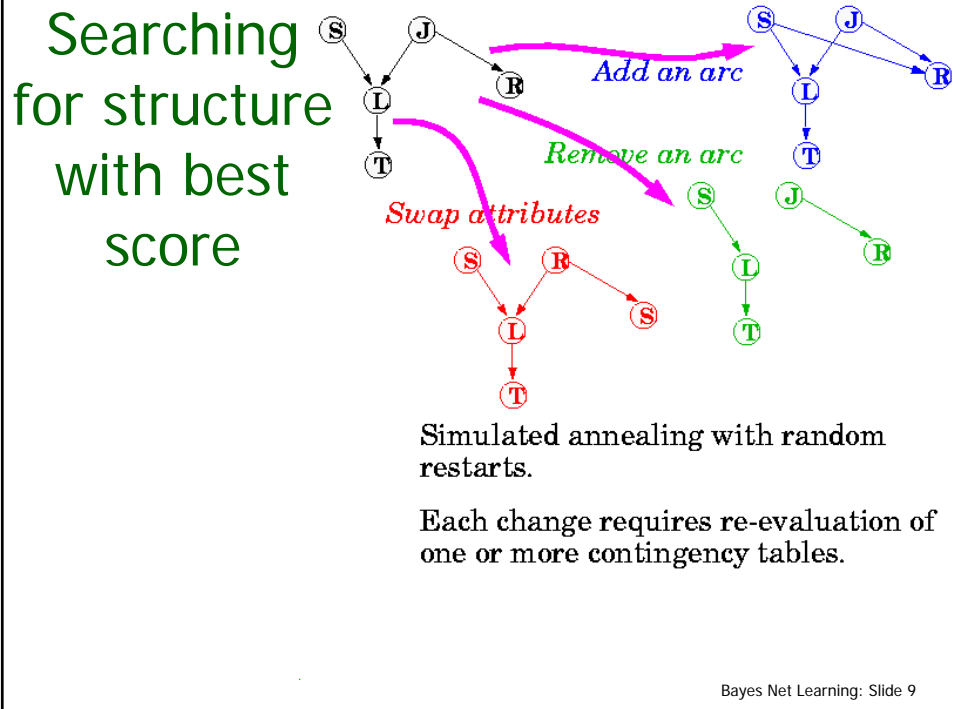 Searching
for structure
with best
score
S J
R
L
T
Add an arc
S J
R
L
T
Remove an arc
S J
R
L
T
Swap attributes
S R
S
L
T
Simulated annealing with random
restarts.
Each change requires re-evaluation of
one or more contingency tables.
Bayes Net Learning: Slide 9